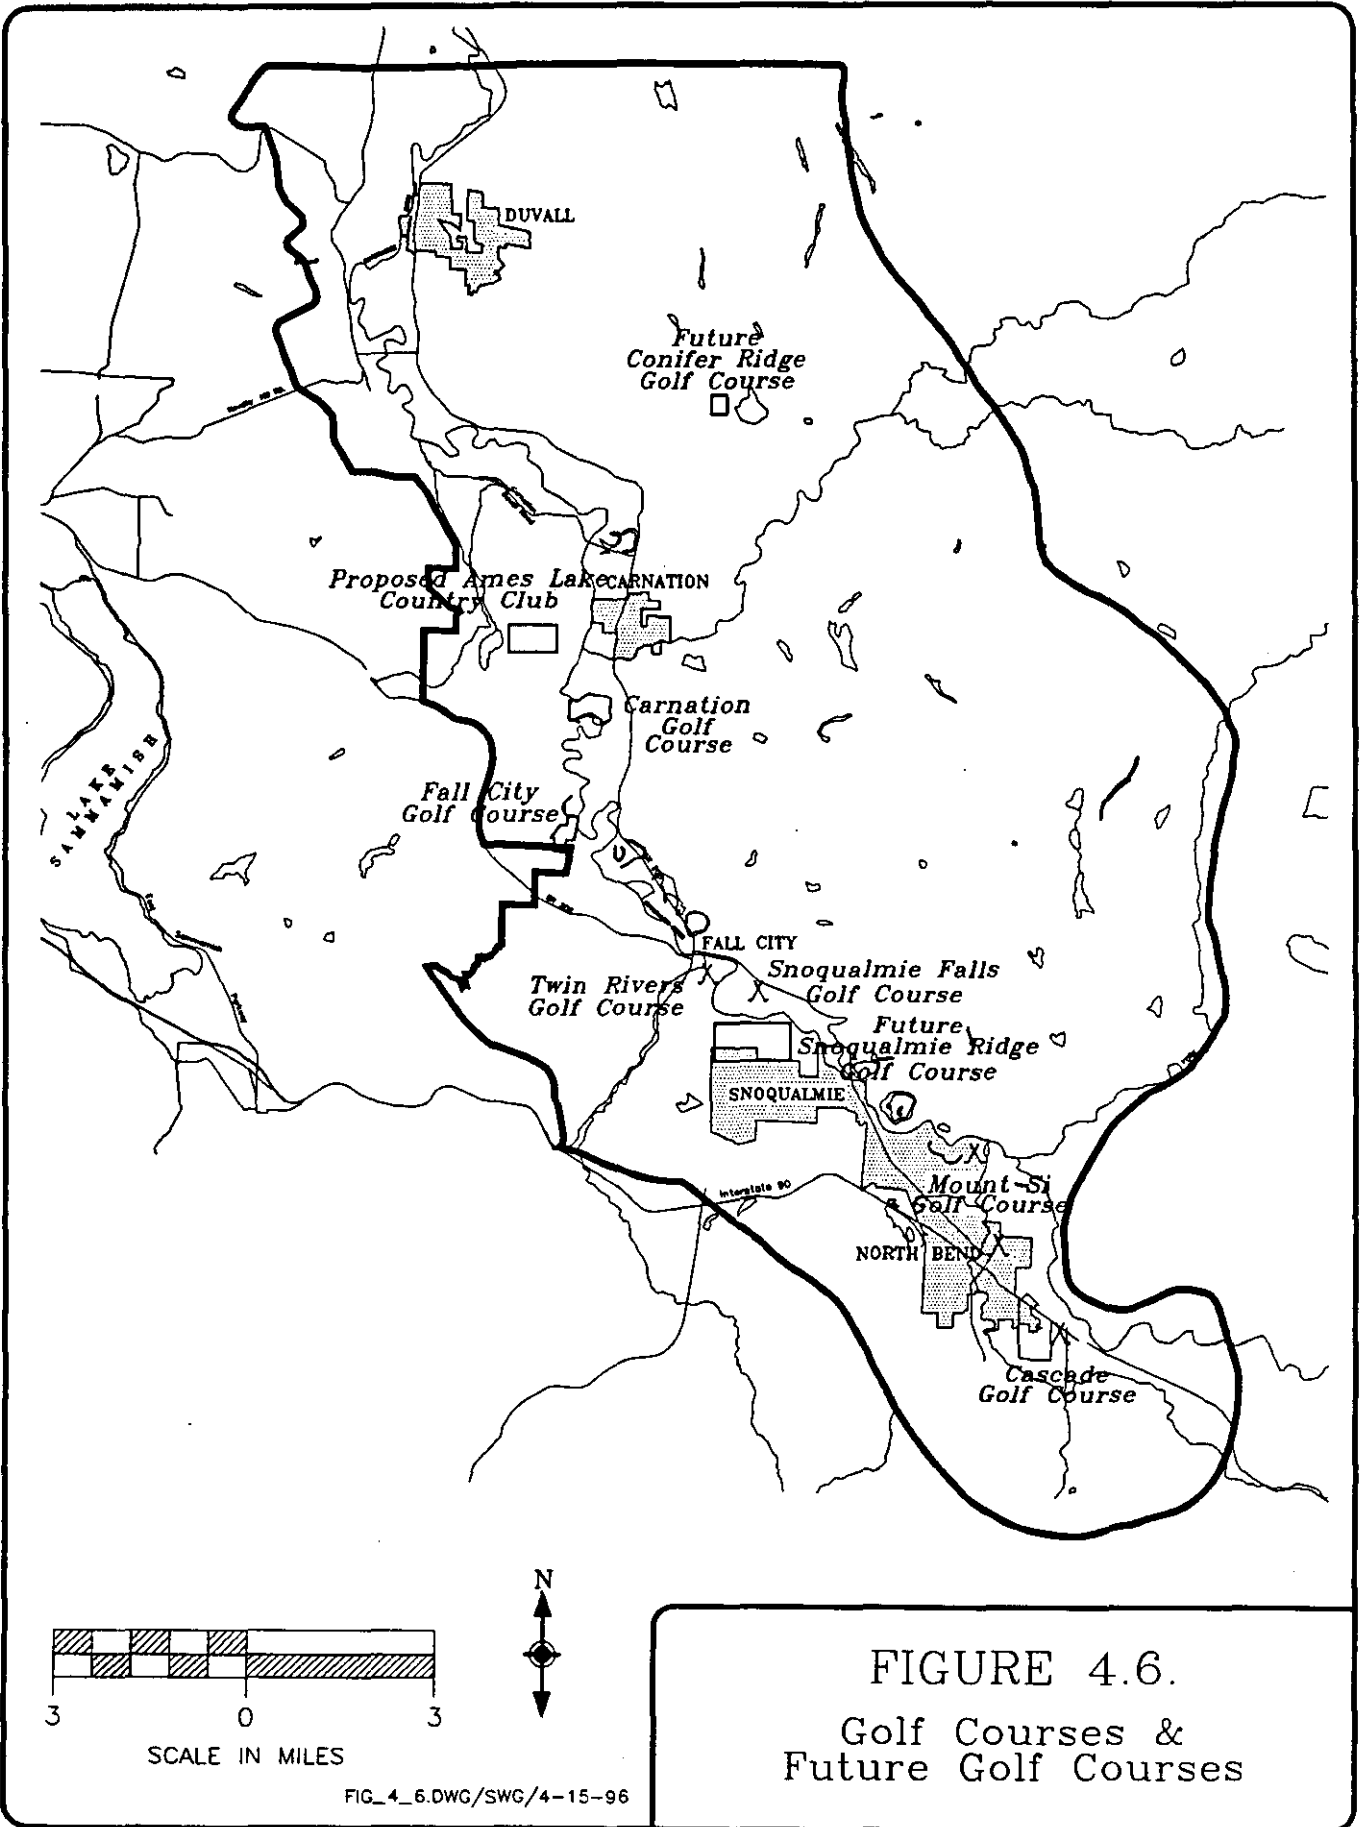 DUVALL
Future
Conifer Ridge
Golf Course
Proposed Ames Lake
Country Club
CARNATION
Carnation
Golf
Course
LAKE
SAMMAMISH
Fall City
Golf Course
FALL CITY
Twin Rivers
Golf Course
Snoqualmie Falls
Golf Course
Future
Snoqualmie Ridge
Golf Course
SNOQUALMIE
Interstate 90
Mount Si
Golf Course
NORTH BEND
Cascade
Golf Course
N
3 0 3
SCALE IN MILES
FIG_4_6.DWG/SWG/4-15-96
FIGURE 4.6.
Golf Courses &
Future Golf Courses